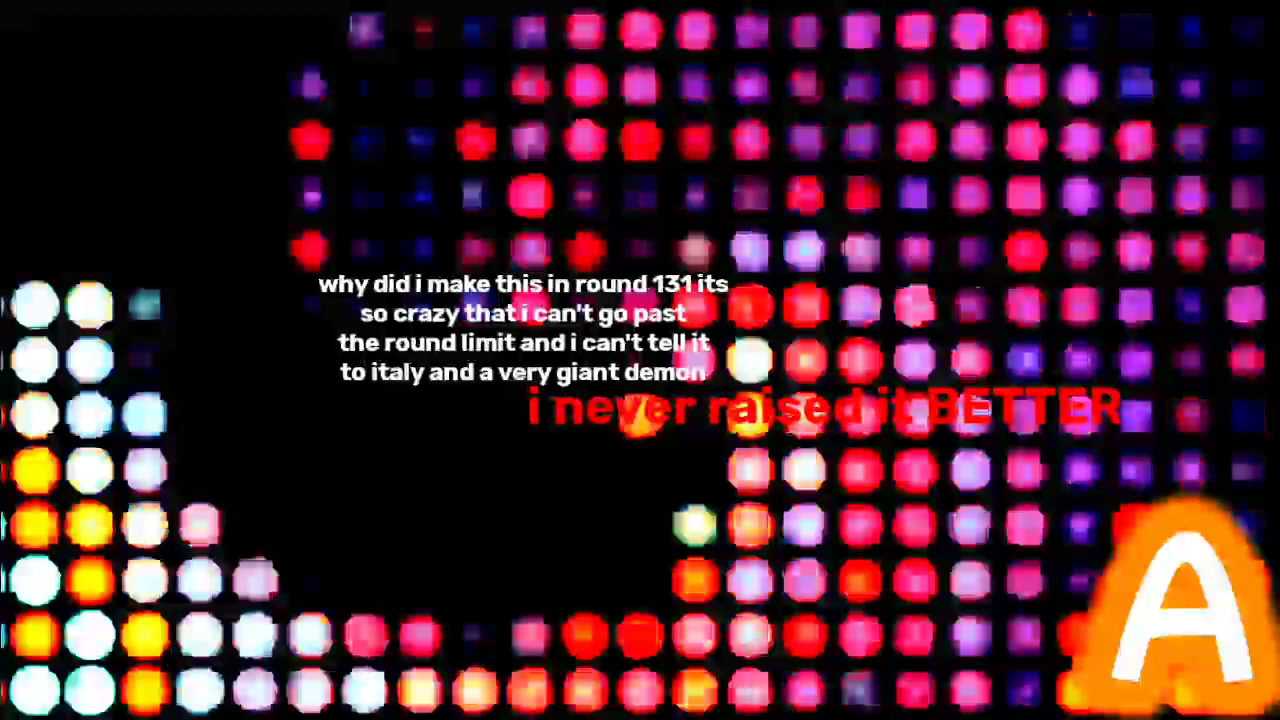 why did i make this in round 131 its
so crazy that i can't go past
the round limit and i can't tell it
to italy and a very giant demon
i never raised it BETTER
A